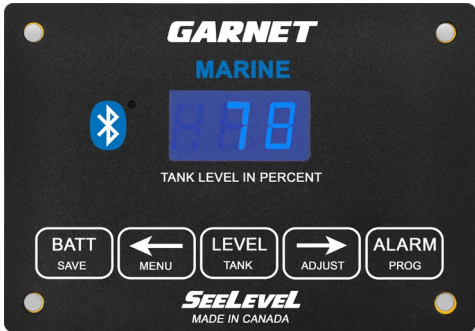 GARNET
MARINE
®
78
TANK LEVEL IN PERCENT
BATT LEVEL ALARM
SAVE MENU TANK ADJUST PROG
SEELEVEL
MADE IN CANADA